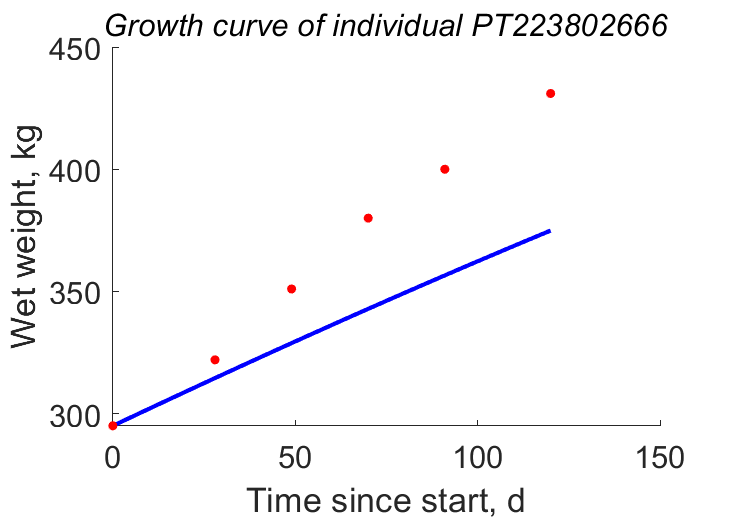 Growth curve of individual PT223802666
Wet weight, kg
450
400
350
300
0 50 100 150
Time since start, d